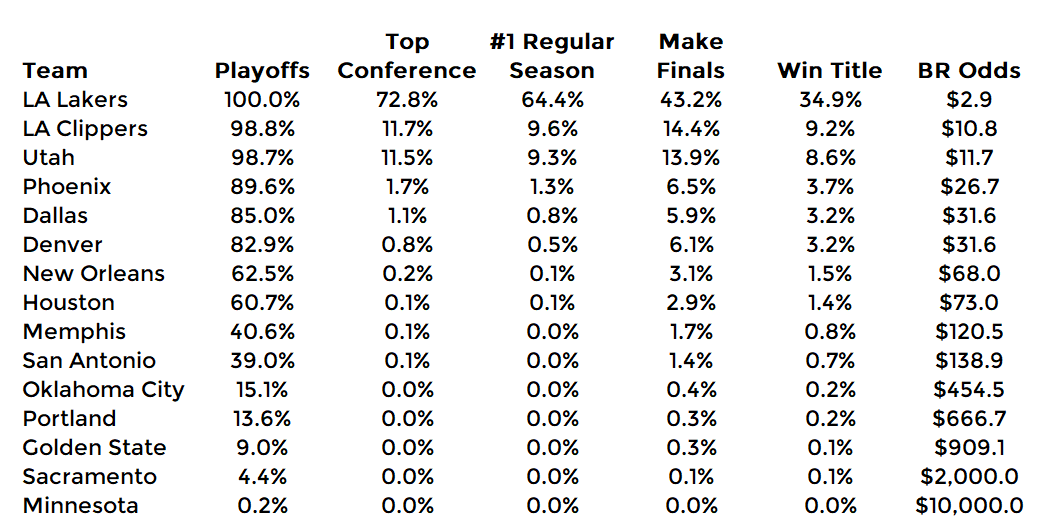 Top #1 Regular Make
Team Playoffs Conference Season Finals Win Title BR Odds
LA Lakers 100.0% 72.8% 64.4% 43.2% 34.9% $2.9
LA Clippers 98.8% 11.7% 9.6% 14.4% 9.2% $10.8
Utah 98.7% 11.5% 9.3% 13.9% 8.6% $11.7
Phoenix 89.6% 1.7% 1.3% 6.5% 3.7% $26.7
Dallas 85.0% 1.1% 0.8% 5.9% 3.2% $31.6
Denver 82.9% 0.8% 0.5% 6.1% 3.2% $31.6
New Orleans 62.5% 0.2% 0.1% 3.1% 1.5% $68.0
Houston 60.7% 0.1% 0.1% 2.9% 1.4% $73.0
Memphis 40.6% 0.1% 0.0% 1.7% 0.8% $120.5
San Antonio 39.0% 0.1% 0.0% 1.4% 0.7% $138.9
Oklahoma City 15.1% 0.0% 0.0% 0.4% 0.2% $454.5
Portland 13.6% 0.0% 0.0% 0.3% 0.2% $666.7
Golden State 9.0% 0.0% 0.0% 0.3% 0.1% $909.1
Sacramento 4.4% 0.0% 0.0% 0.1% 0.1% $2,000.0
Minnesota 0.2% 0.0% 0.0% 0.0% 0.0% $10,000.0